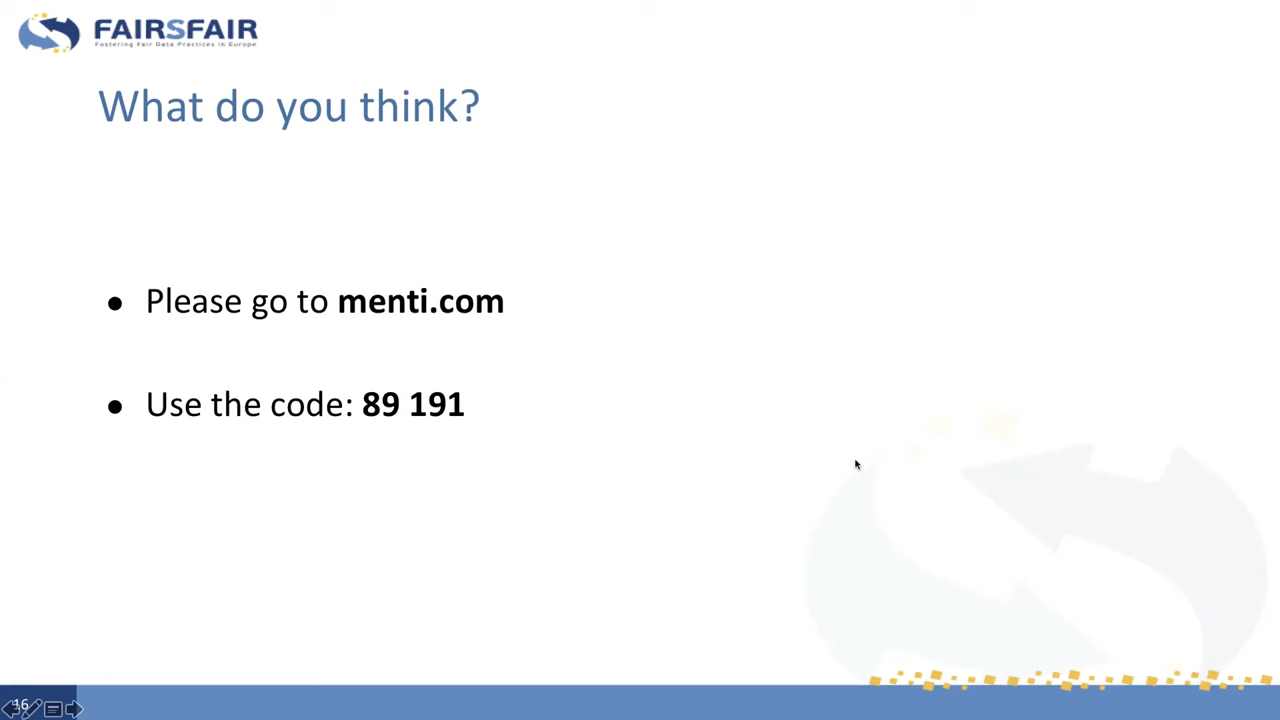 FAIRSFAIR
Fostering Fair Data Practices in Europe
What do you think?
● Please go to menti.com
● Use the code: 89 191
16